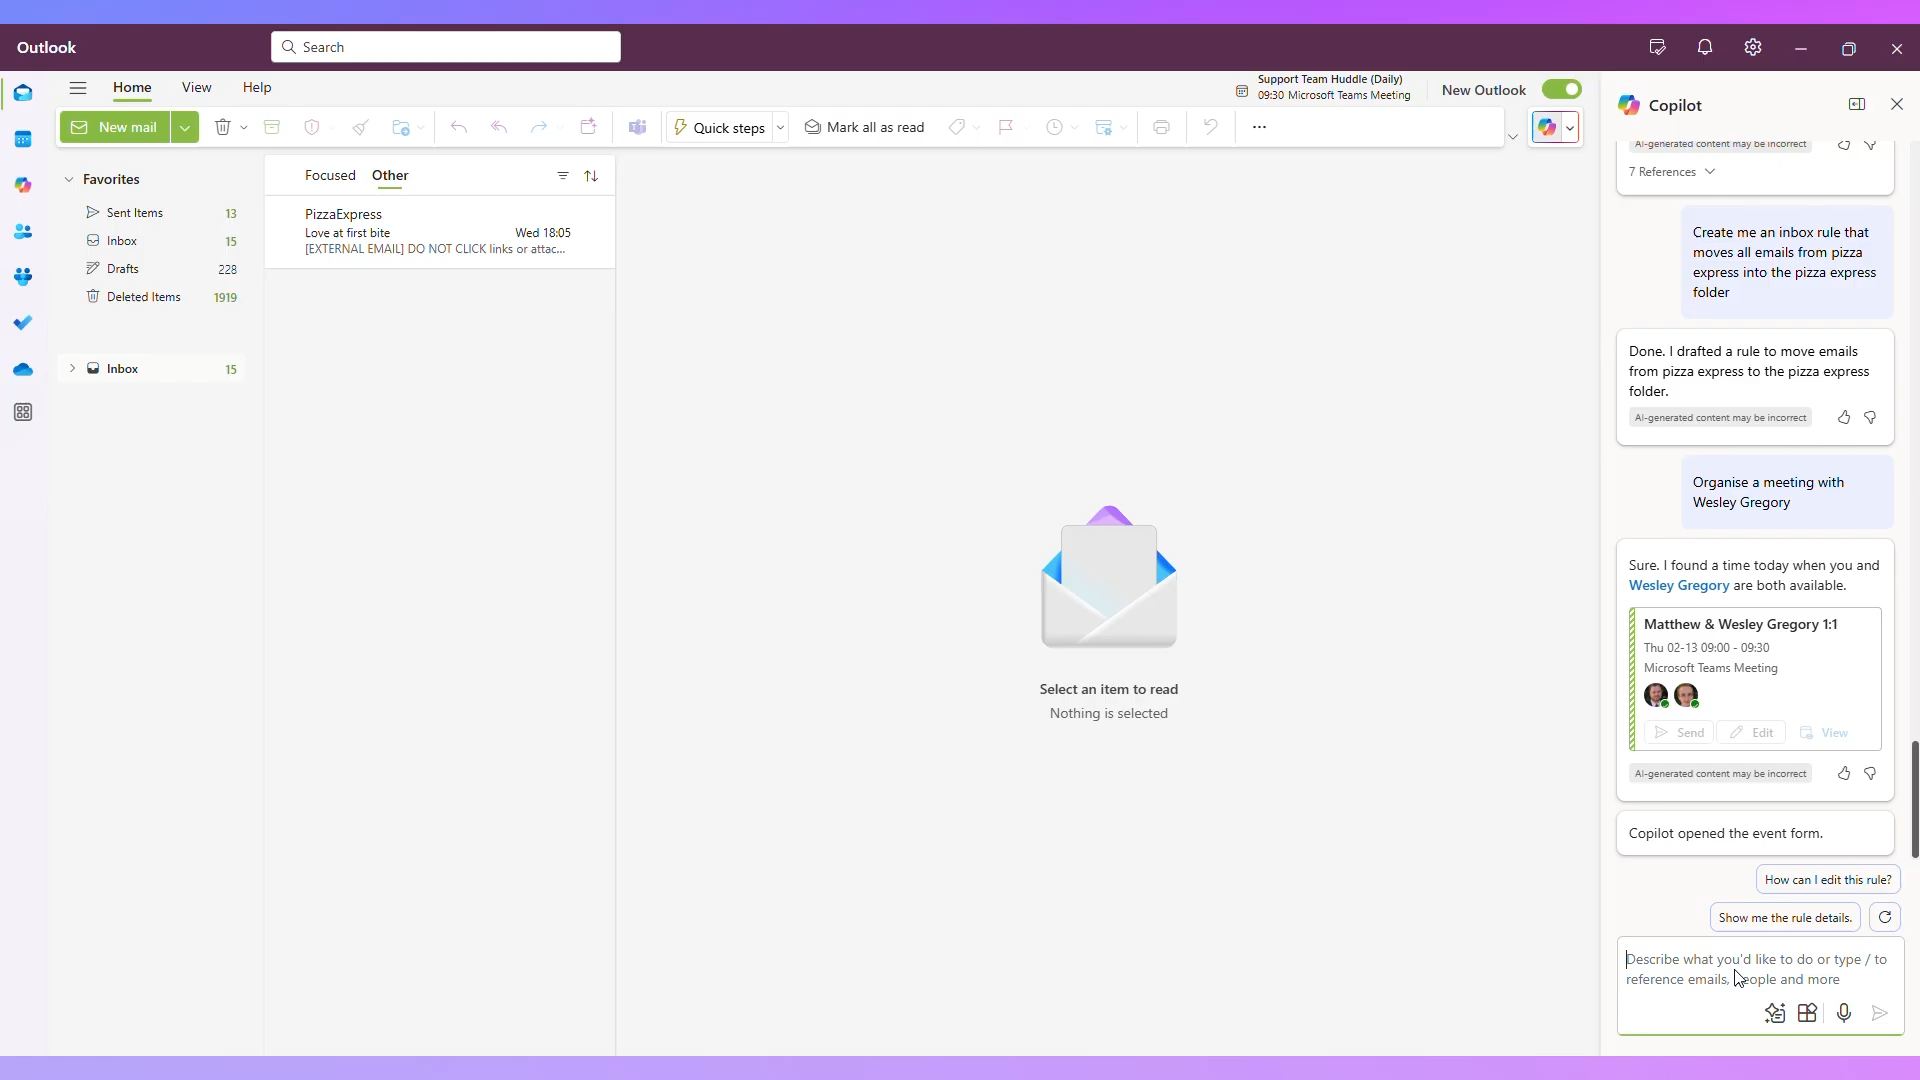 Outlook
Search
Home
View
Help
Support Team Huddle (Daily)
09:30 Microsoft Teams Meeting
New Outlook
New mail
Quick steps
Mark all as read
Favorites
Sent Items 13
Inbox 15
Drafts 228
Deleted Items 1919
Inbox 15
Focused Other
PizzaExpress
Love at first bite Wed 18:05
[EXTERNAL EMAIL] DO NOT CLICK links or attac...
Select an item to read
Nothing is selected
Copilot
AI-generated content may be incorrect
7 References
Create me an inbox rule that
moves all emails from pizza
express into the pizza express
folder
Done. I drafted a rule to move emails
from pizza express to the pizza express
folder.
AI-generated content may be incorrect
Organise a meeting with
Wesley Gregory
Sure. I found a time today when you and
Wesley Gregory are both available.
Matthew & Wesley Gregory 1:1
Thu 02-13 09:00 - 09:30
Microsoft Teams Meeting
Send Edit View
AI-generated content may be incorrect
Copilot opened the event form.
How can I edit this rule?
Show me the rule details.
Describe what you'd like to do or type / to
reference emails, people and more